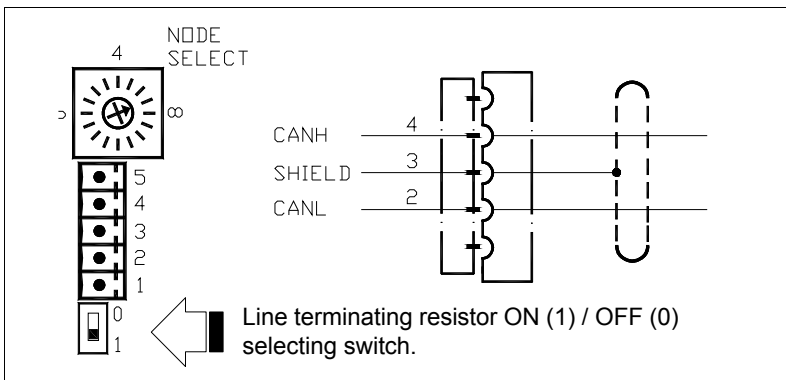 NODE
SELECT
4
8
CANH 4
SHIELD 3
CANL 2
5
4
3
2
1
0
1
Line terminating resistor ON (1) / OFF (0)
selecting switch.